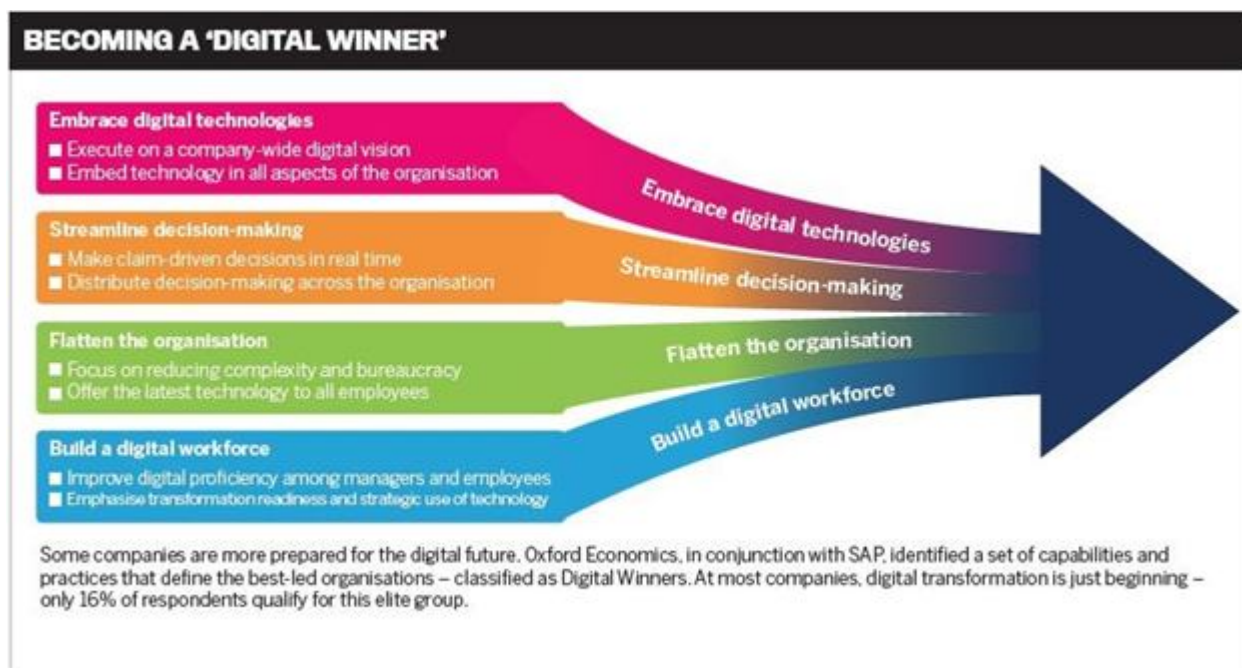 BECOMING A ‘DIGITAL WINNER’
Embrace digital technologies
Execute on a company-wide digital vision
Embed technology in all aspects of the organisation
Embrace digital technologies
Streamline decision-making
Make claim-driven decisions in real time
Distribute decision-making across the organisation
Streamline decision-making
Flatten the organisation
Focus on reducing complexity and bureaucracy
Offer the latest technology to all employees
Flatten the organisation
Build a digital workforce
Improve digital proficiency among managers and employees
Emphasise transformation readiness and strategic use of technology
Build a digital workforce
Some companies are more prepared for the digital future. Oxford Economics, in conjunction with SAP, identified a set of capabilities and
practices that define the best-led organisations – classified as Digital Winners. At most companies, digital transformation is just beginning –
only 16% of respondents qualify for this elite group.